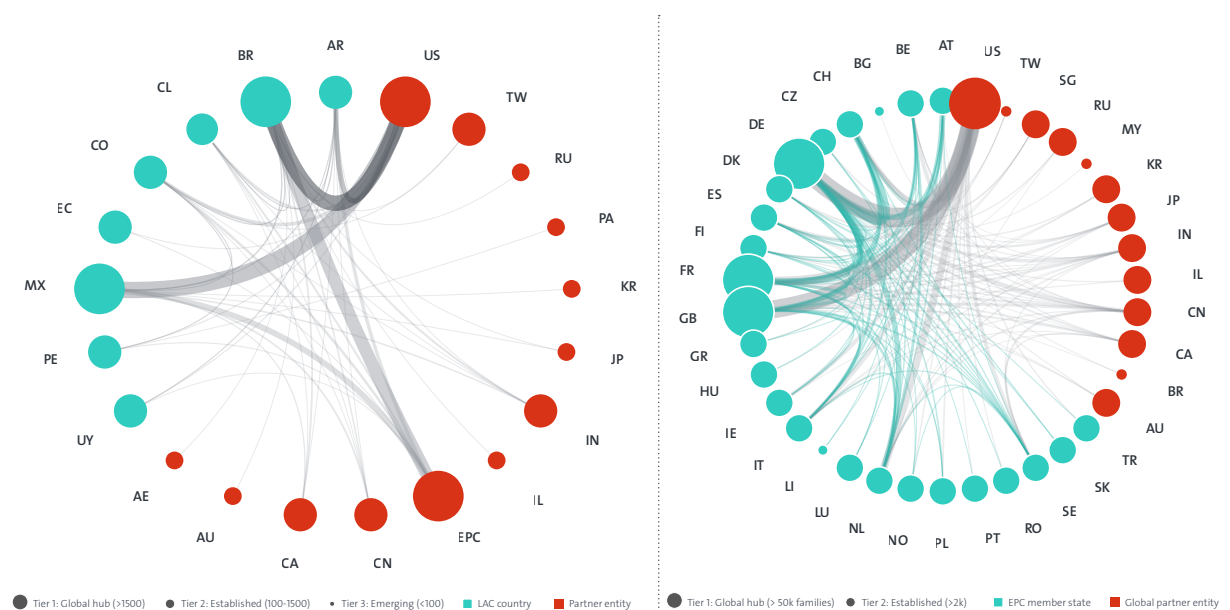 BR
AR
US
CL
TW
CO
RU
EC
PA
MX
KR
PE
JP
UY
IN
AE
IL
AU
EPC
CA
CN
Tier 1: Global hub (>1500)
Tier 2: Established (100-1500)
Tier 3: Emerging (<100)
LAC country
Partner entity
BE
AT
US
BG
TW
CH
SG
CZ
RU
DE
MY
DK
KR
ES
JP
FI
IN
FR
IL
GB
CN
GR
CA
HU
BR
IE
AU
IT
TR
LI
SK
LU
SE
NL
RO
NO
PT
PL
Tier 1: Global hub (> 50k families)
Tier 2: Established (>2k)
EPC member state
Global partner entity